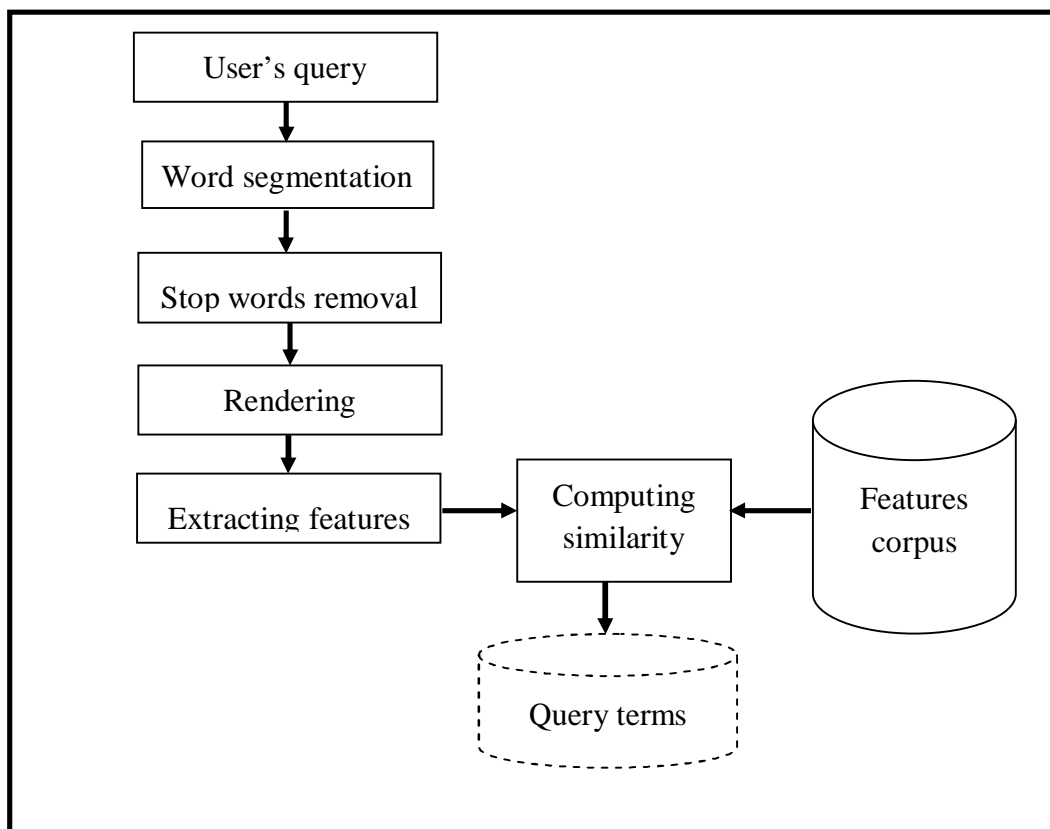 User’s query
Word segmentation
Stop words removal
Rendering
Extracting features
Computing
similarity
Features
corpus
Query terms